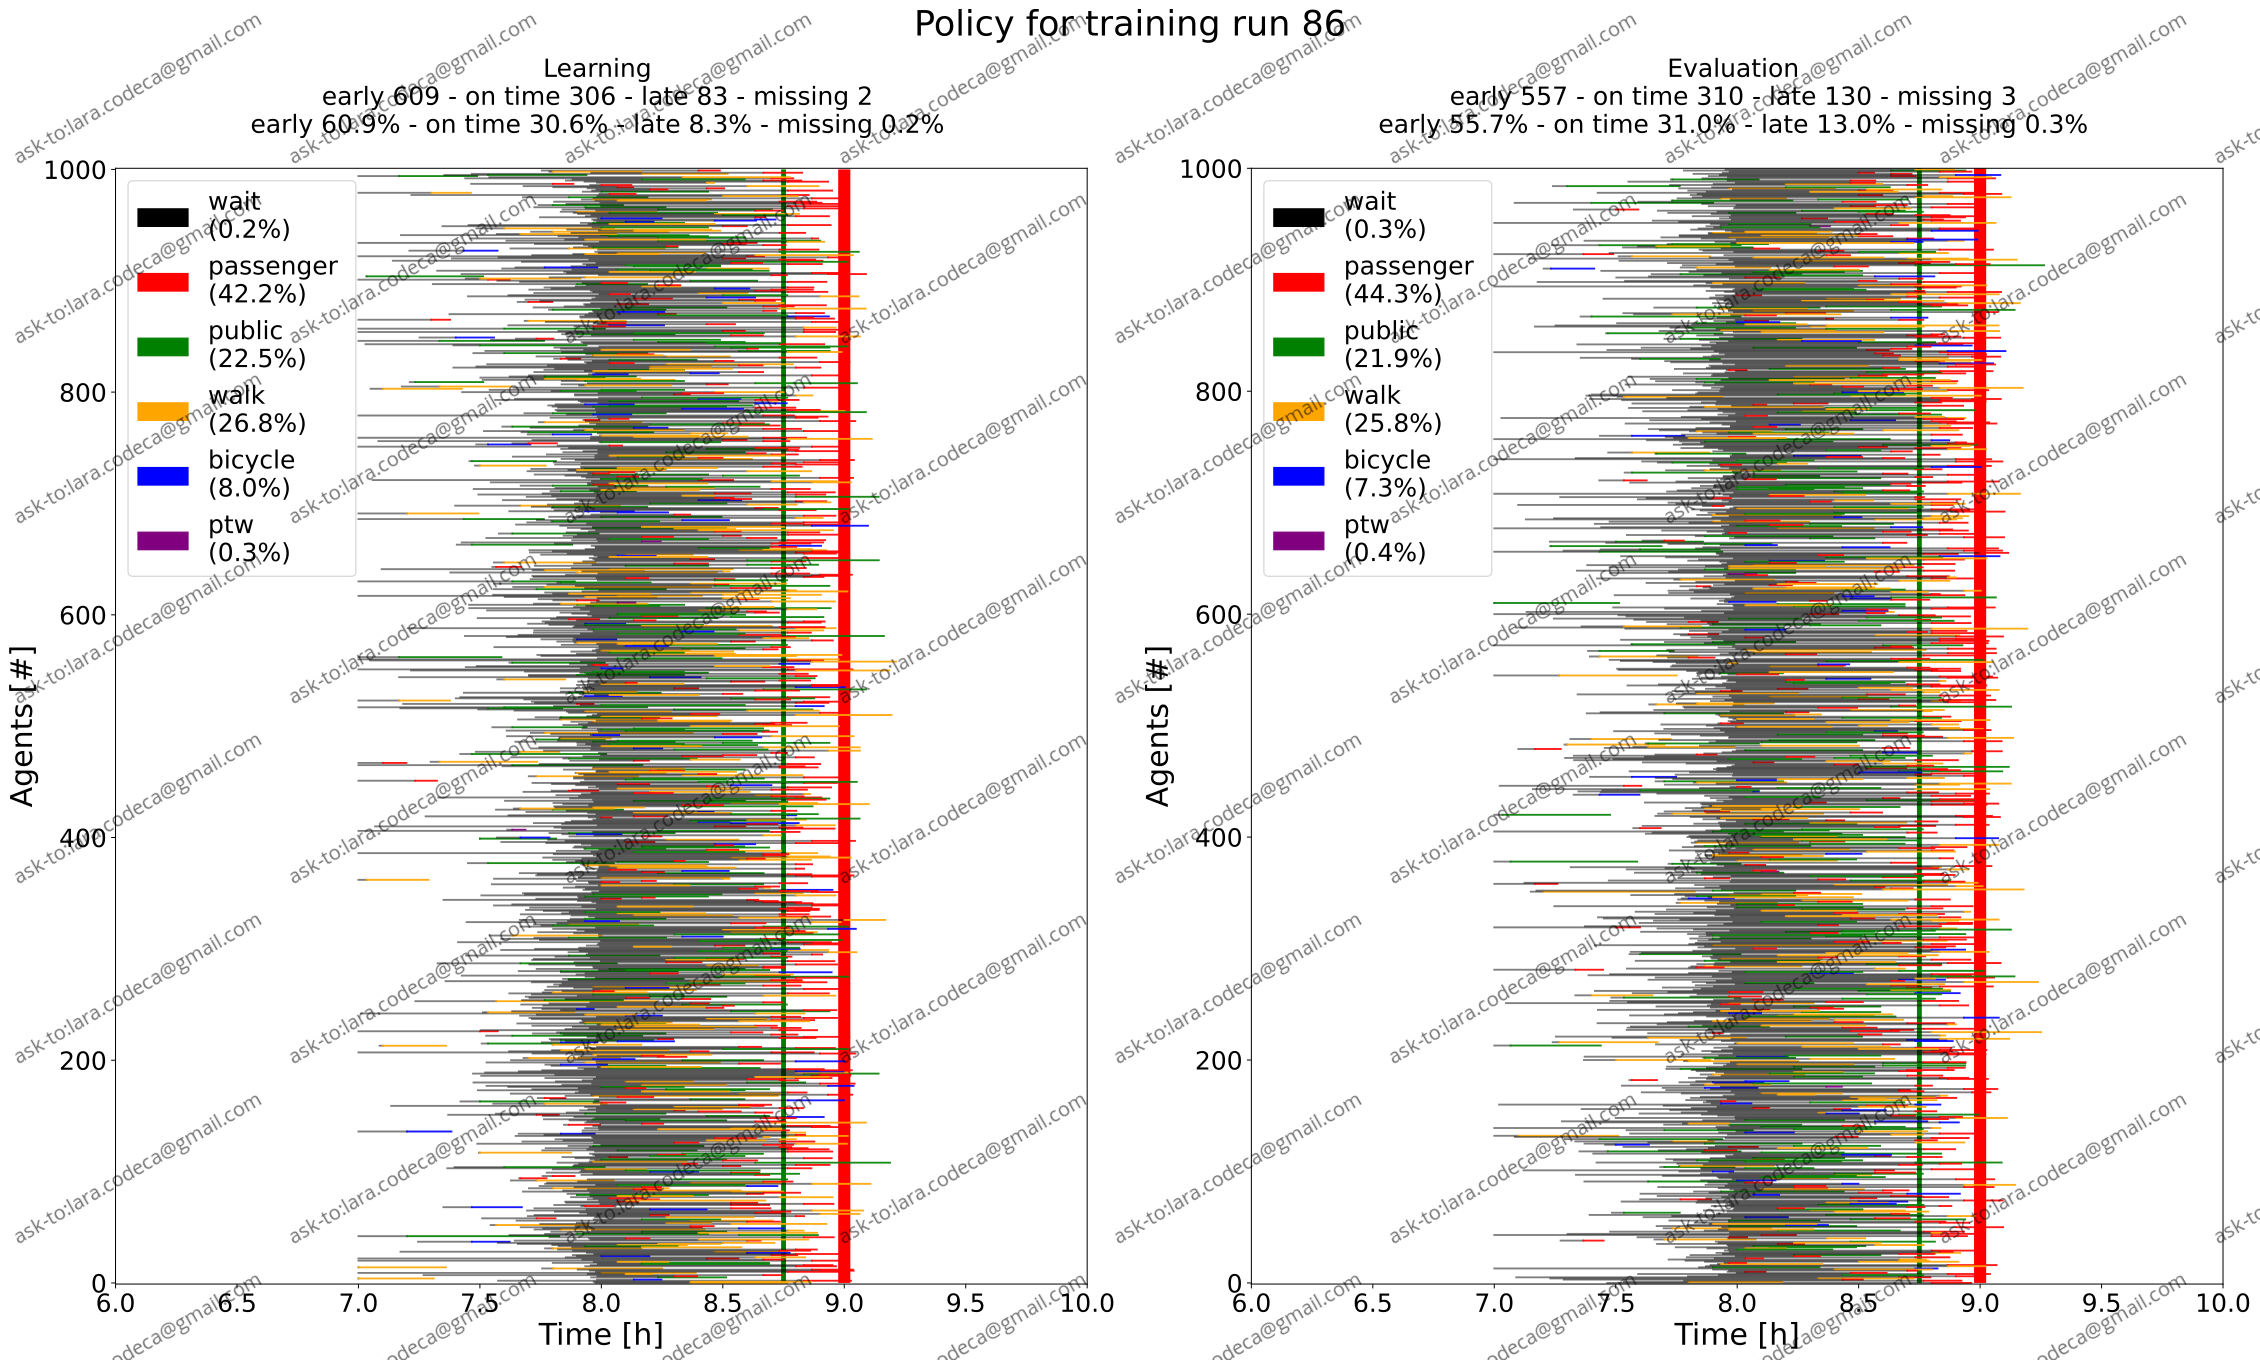 Policy for training run 86
Learning
early 609 - on time 306 - late 83 - missing 2
early 60.9% - on time 30.6% - late 8.3% - missing 0.2%
1000
800
600
400
200
0
Agents [#]
wait
(0.2%)
passenger
(42.2%)
public
(22.5%)
walk
(26.8%)
bicycle
(8.0%)
ptw
(0.3%)
6.0 6.5 7.0 7.5 8.0 8.5 9.0 9.5 10.0
Time [h]
Evaluation
early 557 - on time 310 - late 130 - missing 3
early 55.7% - on time 31.0% - late 13.0% - missing 0.3%
1000
800
600
400
200
0
Agents [#]
wait
(0.3%)
passenger
(44.3%)
public
(21.9%)
walk
(25.8%)
bicycle
(7.3%)
ptw
(0.4%)
6.0 6.5 7.0 7.5 8.0 8.5 9.0 9.5 10.0
Time [h]
ask-to:lara.codeca@gmail.com